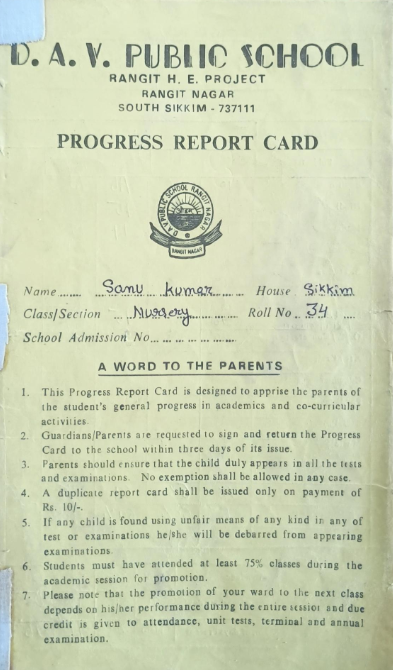 D. A. V. PUBLIC SCHOOL
RANGIT H. E. PROJECT
RANGIT NAGAR
SOUTH SIKKIM - 737111
PROGRESS REPORT CARD
D A V PUBLIC SCHOOL RANGIT NAGAR
RANGIT NAGAR
Name ...... Sanu Kumar ............ House Sikkim
Class/Section ... Nursery ............ Roll No .. 34 ....
School Admission No........................
A WORD TO THE PARENTS
1. This Progress Report Card is designed to apprise the parents of
the student's general progress in academics and co-curricular
activities.
2. Guardians/Parents are requested to sign and return the Progress
Card to the school within three days of its issue.
3. Parents should ensure that the child duly appears in all the tests
and examinations. No exemption shall be allowed in any case.
4. A duplicate report card shall be issued only on payment of
Rs. 10/-.
5. If any child is found using unfair means of any kind in any of
test or examinations he/she will be debarred from appearing
examinations.
6. Students must have attended at least 75% classes during the
academic session for promotion.
7. Please note that the promotion of your ward to the next class
depends on his/her performance during the entire session and due
credit is given to attendance, unit tests, terminal and annual
examination.